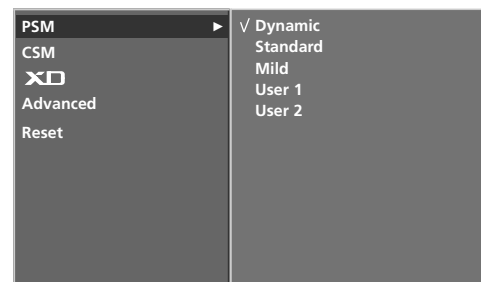 PSM ►
CSM
XD
Advanced
Reset
√ Dynamic
Standard
Mild
User 1
User 2